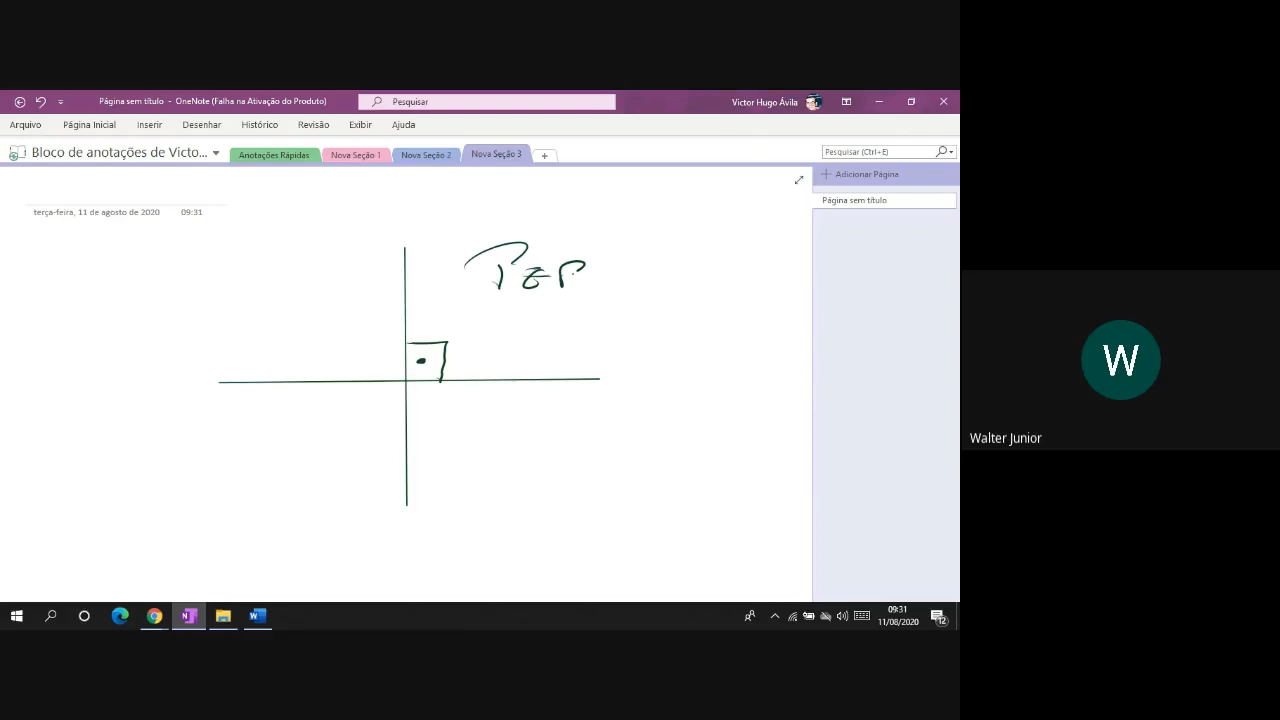 Página sem título - OneNote (Falha na Ativação do Produto)
Pesquisar
Victor Hugo Ávila
Arquivo Página Inicial Inserir Desenhar Histórico Revisão Exibir Ajuda
Bloco de anotações de Victo...
Anotações Rápidas
Nova Seção 1
Nova Seção 2
Nova Seção 3
Pesquisar (Ctrl+E)
Adicionar Página
Página sem título
terça-feira, 11 de agosto de 2020 09:31
W
Walter Junior
09:31
11/08/2020
12